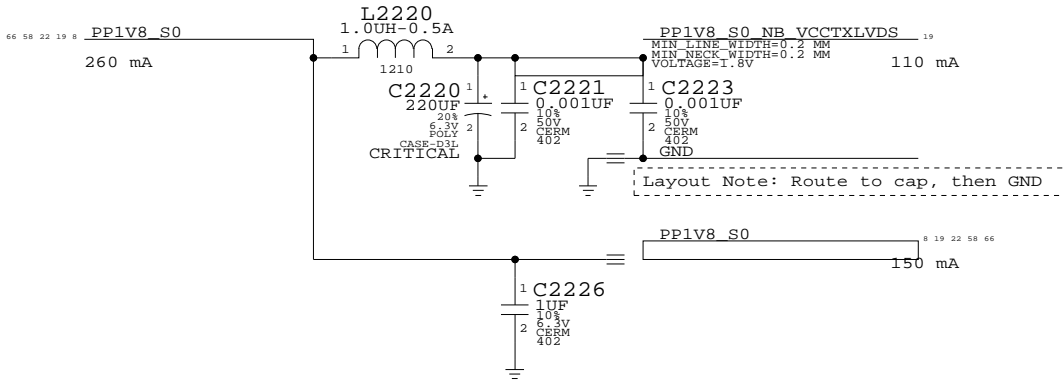 L2220
1.0UH-0.5A
66 58 22 19 8 PP1V8_S0
1 2
1210
260 mA
PP1V8_S0_NB_VCCTXLVDS 19
MIN_LINE_WIDTH=0.2 MM
MIN_NECK_WIDTH=0.2 MM
VOLTAGE=1.8V
110 mA
C2220 1
220UF +
20%
6.3V 2
POLY
CASE-D3L
CRITICAL
1 C2221
0.001UF
10%
2 50V
CERM
402
1 C2223
0.001UF
10%
2 50V
CERM
402
GND
Layout Note: Route to cap, then GND
PP1V8_S0 8 19 22 58 66
150 mA
1 C2226
1UF
10%
2 6.3V
CERM
402